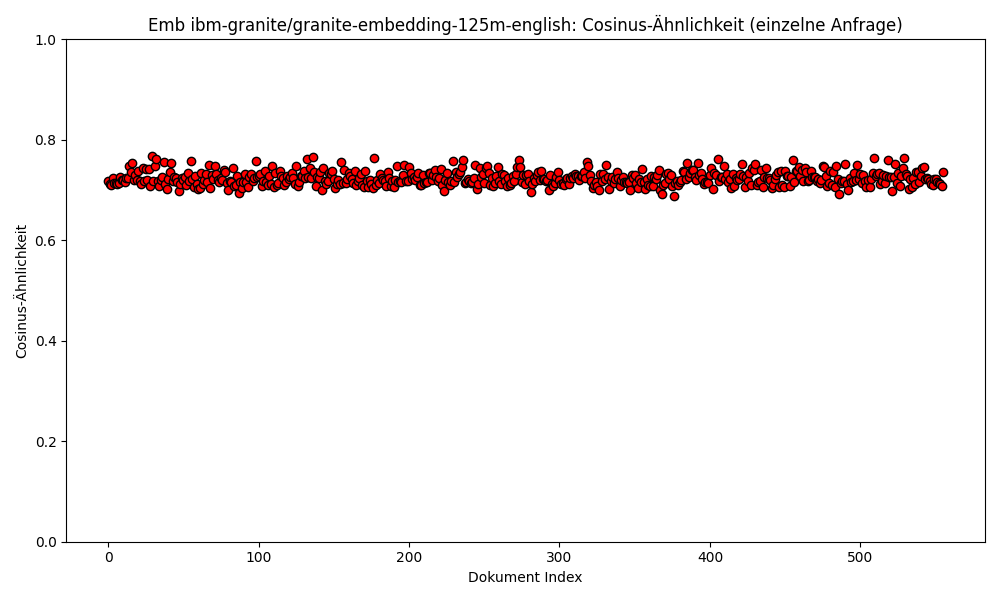 Emb ibm-granite/granite-embedding-125m-english: Cosinus-Ähnlichkeit (einzelne Anfrage)
1.0
0.8
0.6
0.4
0.2
0.0
Cosinus-Ähnlichkeit
0 100 200 300 400 500
Dokument Index